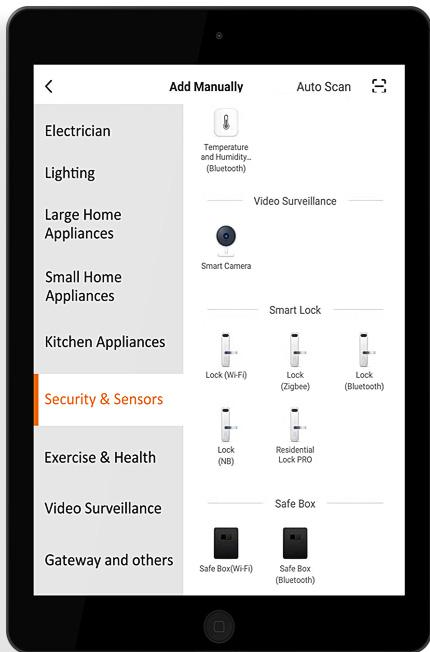 Add Manually
Auto Scan
Electrician
Lighting
Large Home
Appliances
Small Home
Appliances
Kitchen Appliances
Security & Sensors
Exercise & Health
Video Surveillance
Gateway and others
Temperature
and Humidity...
(Bluetooth)
Video Surveillance
Smart Camera
Smart Lock
Lock (Wi-Fi)
Lock
(Zigbee)
Lock
(Bluetooth)
Lock
(NB)
Residential
Lock PRO
Safe Box
Safe Box(Wi-Fi)
Safe Box
(Bluetooth)